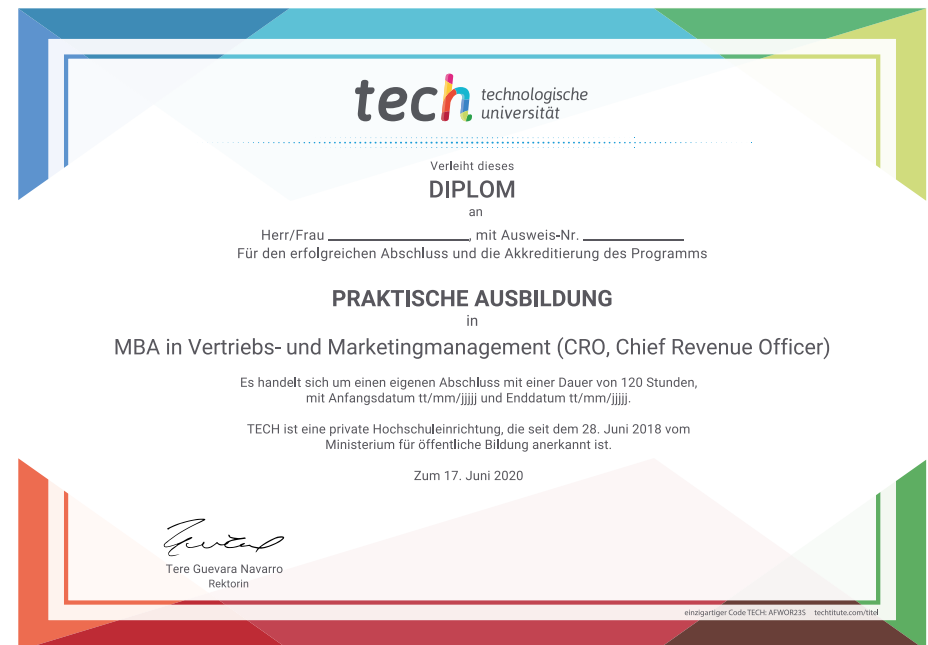 tech technologische
universität
Verleiht dieses
DIPLOM
an
Herr/Frau ____________________, mit Ausweis-Nr. ______________
Für den erfolgreichen Abschluss und die Akkreditierung des Programms
PRAKTISCHE AUSBILDUNG
in
MBA in Vertriebs- und Marketingmanagement (CRO, Chief Revenue Officer)
Es handelt sich um einen eigenen Abschluss mit einer Dauer von 120 Stunden,
mit Anfangsdatum tt/mm/jjjjj und Enddatum tt/mm/jjjjj.
TECH ist eine private Hochschuleinrichtung, die seit dem 28. Juni 2018 vom
Ministerium für öffentliche Bildung anerkannt ist.
Zum 17. Juni 2020
Tere Guevara Navarro
Rektorin
einzigartiger Code TECH: AFWOR23S techtitute.com/titel